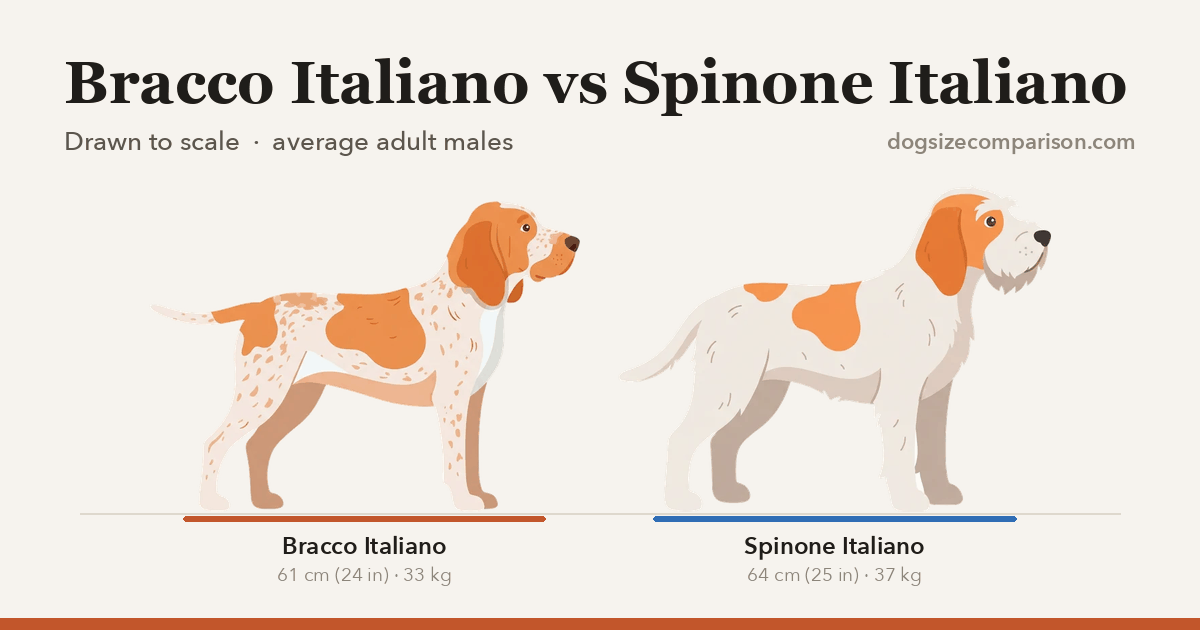 Bracco Italiano vs Spinone Italiano
Drawn to scale · average adult males
dogsizecomparison.com
Bracco Italiano
61 cm (24 in) · 33 kg
Spinone Italiano
64 cm (25 in) · 37 kg